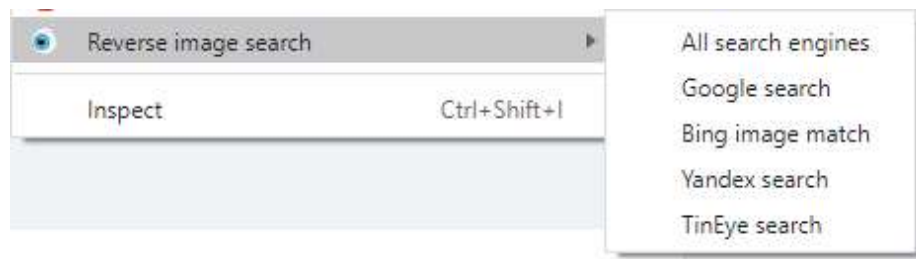 Reverse image search
Inspect Ctrl+Shift+I
All search engines
Google search
Bing image match
Yandex search
TinEye search